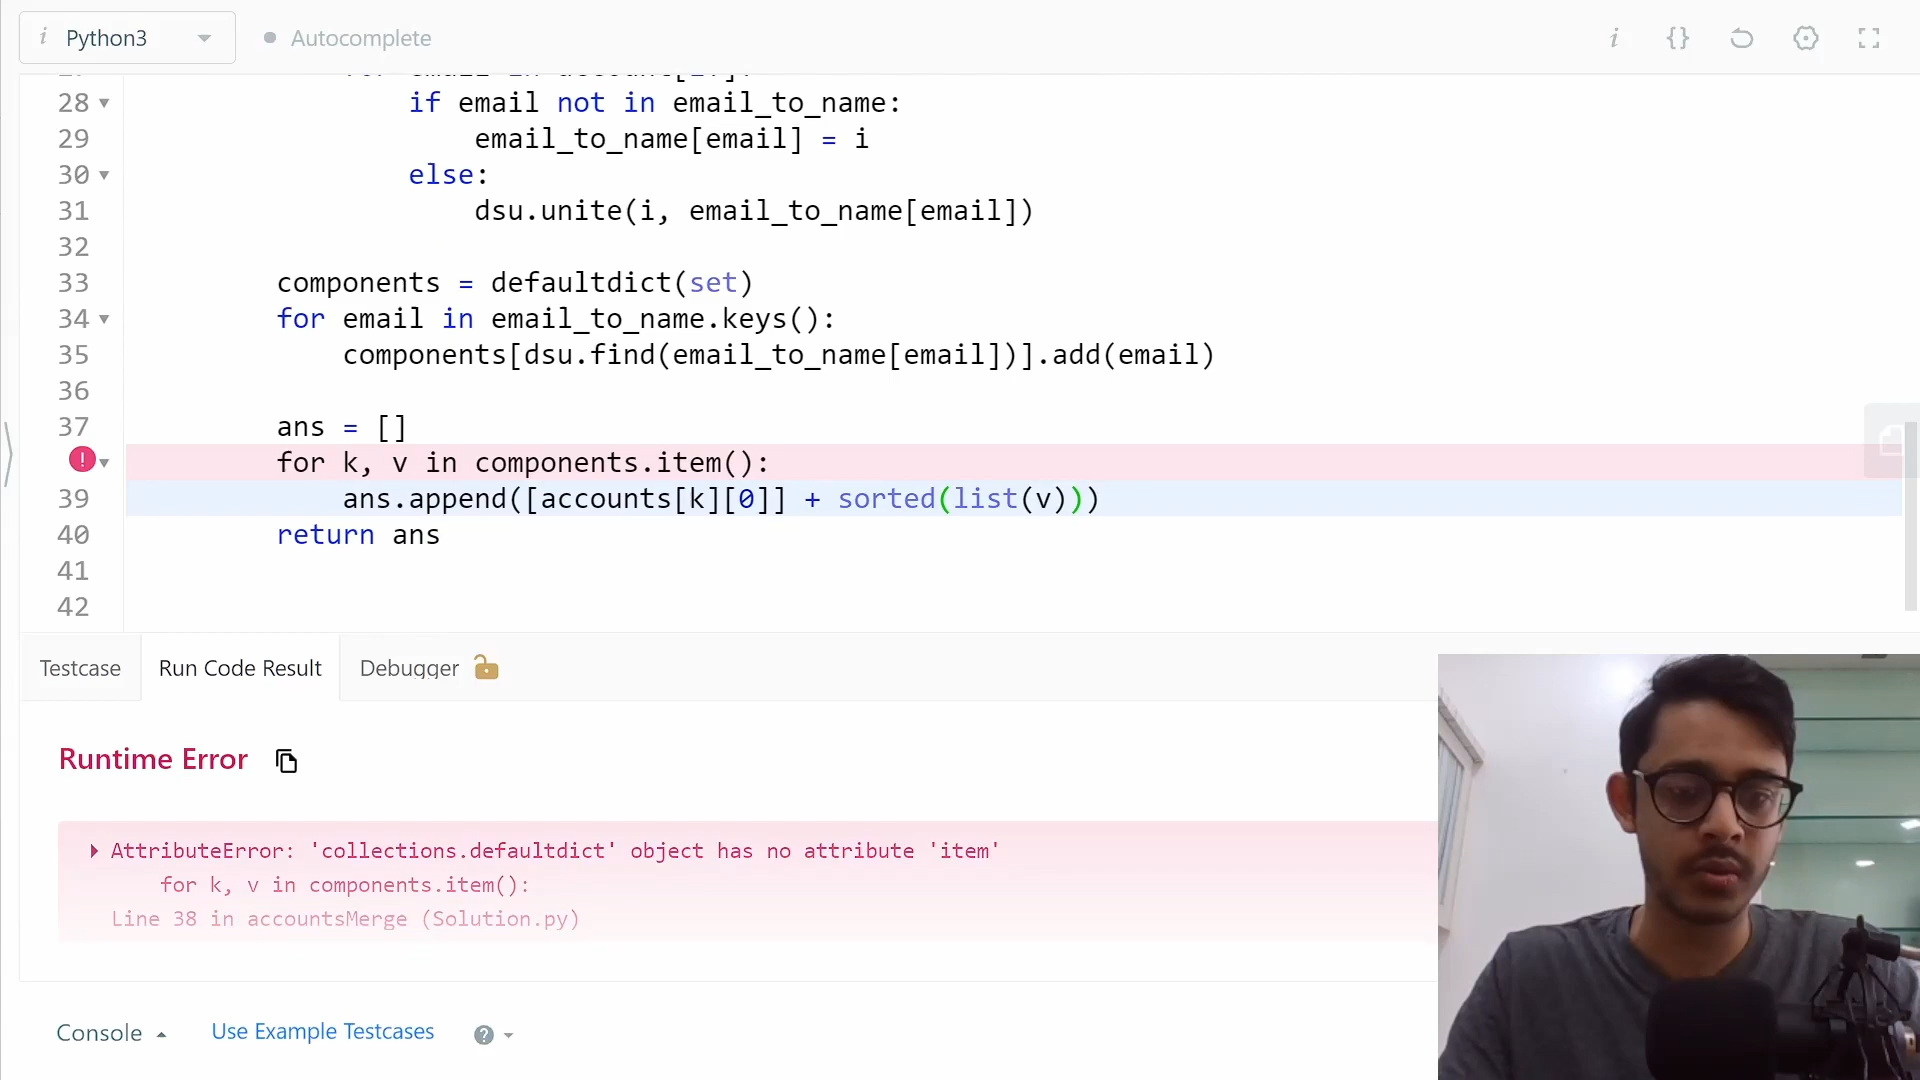 i Python3 Autocomplete i {}
28 if email not in email_to_name:
29 email_to_name[email] = i
30 else:
31 dsu.unite(i, email_to_name[email])
32
33 components = defaultdict(set)
34 for email in email_to_name.keys():
35 components[dsu.find(email_to_name[email])].add(email)
36
37 ans = []
! for k, v in components.item():
39 ans.append([accounts[k][0]] + sorted(list(v)))
40 return ans
41
42
Testcase Run Code Result Debugger
Runtime Error
AttributeError: 'collections.defaultdict' object has no attribute 'item'
for k, v in components.item():
Line 38 in accountsMerge (Solution.py)
Console Use Example Testcases ?